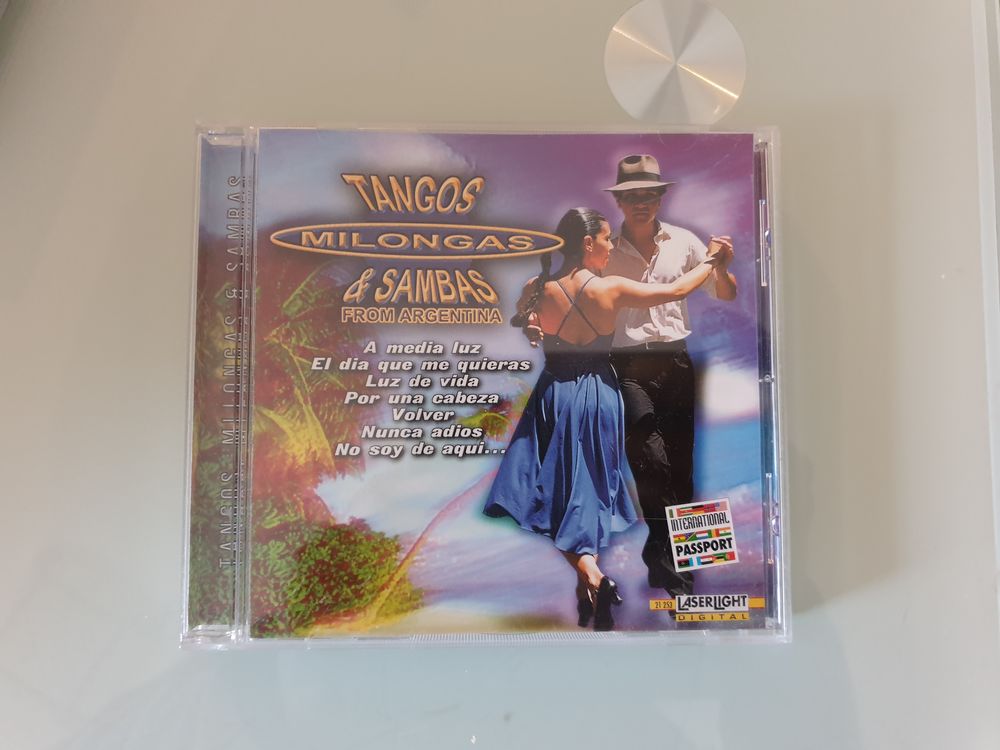 TANGOS MILONGAS & SAMBAS
TANGOS
MILONGAS
& SAMBAS
FROM ARGENTINA
A media luz
El dia que me quieras
Luz de vida
Por una cabeza
Volver
Nunca adios
No soy de aqui...
INTERNATIONAL
PASSPORT
21 253 LASERLIGHT
DIGITAL